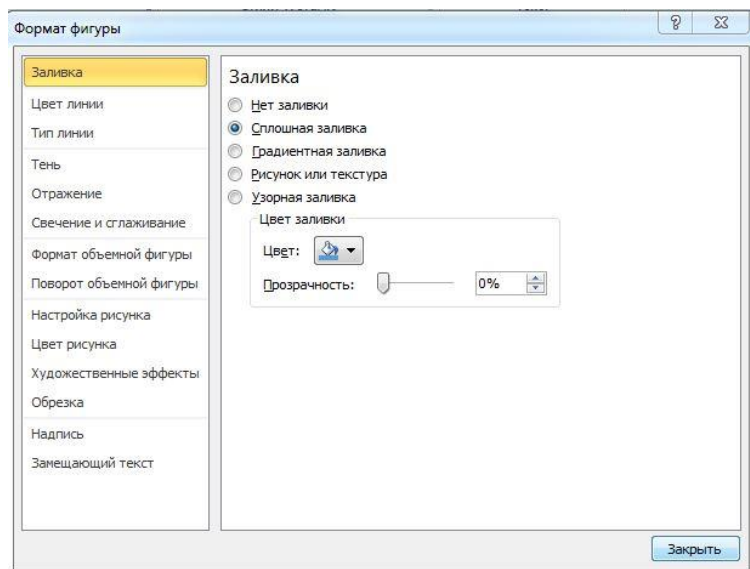 Формат фигуры
Заливка
Цвет линии
Тип линии
Тень
Отражение
Свечение и сглаживание
Формат объемной фигуры
Поворот объемной фигуры
Настройка рисунка
Цвет рисунка
Художественные эффекты
Обрезка
Надпись
Замещающий текст
Заливка
Нет заливки
Сплошная заливка
Градиентная заливка
Рисунок или текстура
Узорная заливка
Цвет заливки
Цвет:
Прозрачность: 0%
Закрыть